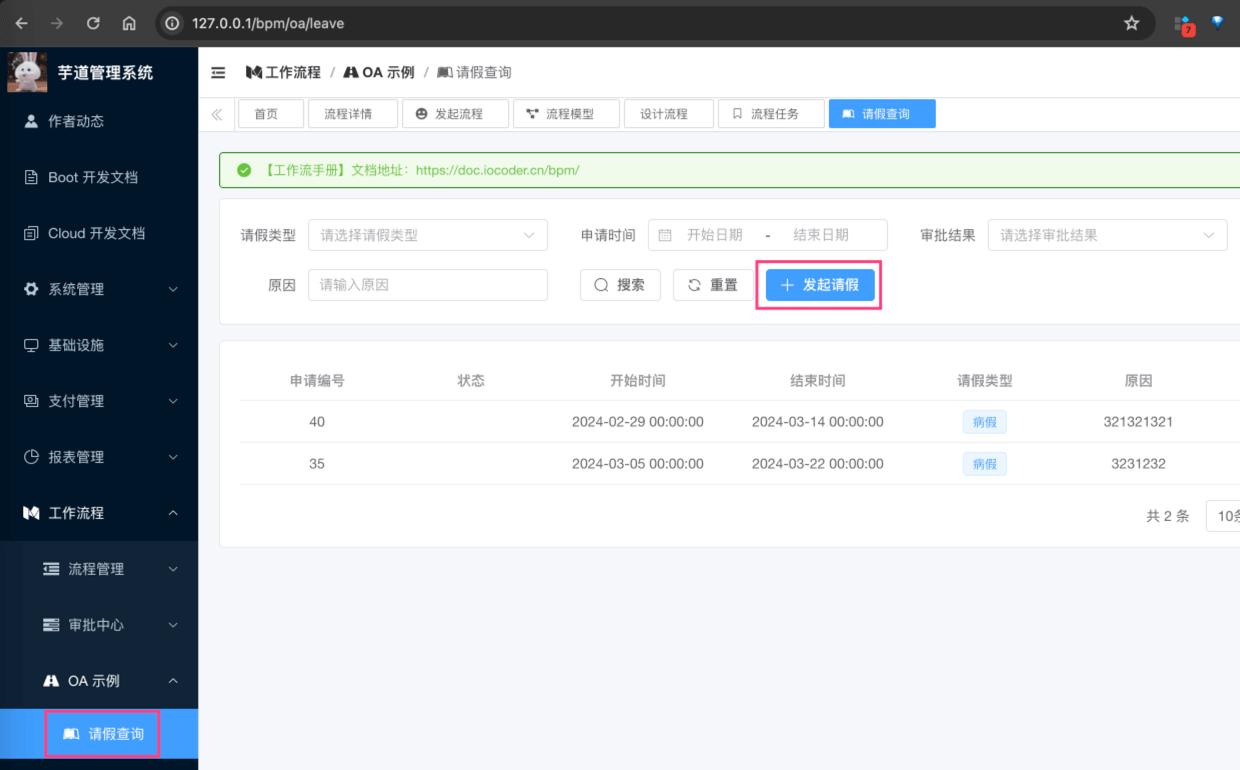 127.0.0.1/bpm/oa/leave
7
芋道管理系统
作者动态
Boot 开发文档
Cloud 开发文档
系统管理
基础设施
支付管理
报表管理
工作流程
流程管理
审批中心
OA 示例
请假查询
工作流程 / OA 示例 / 请假查询
首页 流程详情 发起流程 流程模型 设计流程 流程任务 请假查询
【工作流手册】文档地址：https://doc.iocoder.cn/bpm/
请假类型 请选择请假类型 申请时间 开始日期 - 结束日期 审批结果 请选择审批结果
原因 请输入原因 搜索 重置 发起请假
申请编号 状态 开始时间 结束时间 请假类型 原因
40 2024-02-29 00:00:00 2024-03-14 00:00:00 病假 321321321
35 2024-03-05 00:00:00 2024-03-22 00:00:00 病假 3231232
共 2 条 10